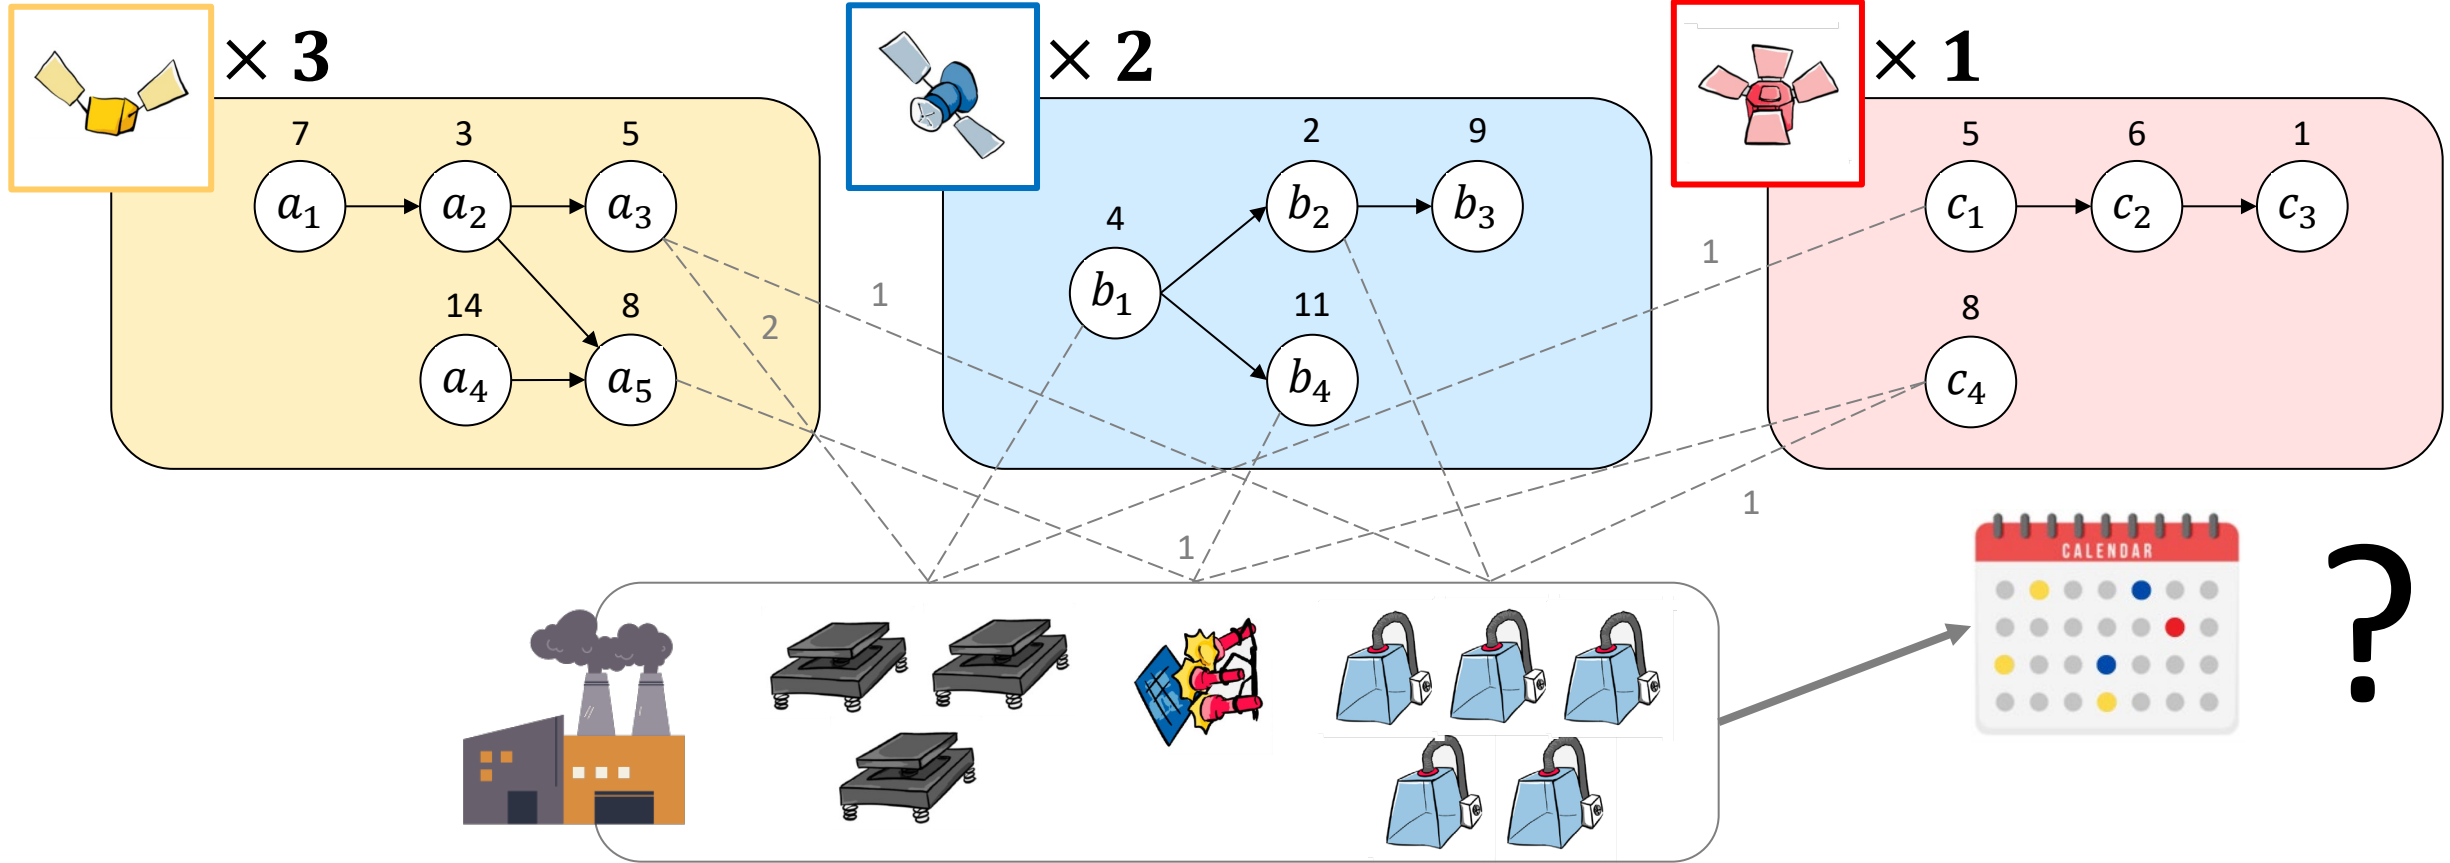 × 3
× 2
× 1
7 3 5
a₁ a₂ a₃
14 8
a₄ a₅
2 9
4
b₂ b₃
b₁
11
b₄
5 6 1
c₁ c₂ c₃
8
c₄
1
2
1
1
1
CALENDAR
?